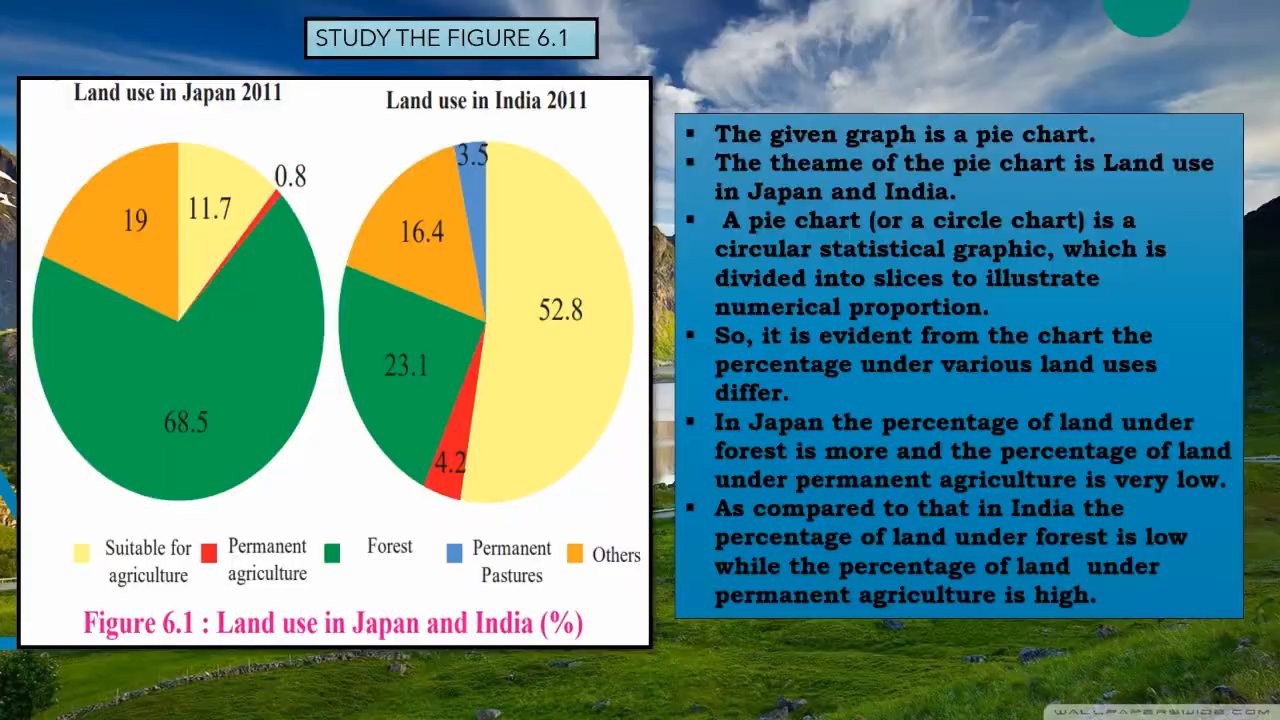 STUDY THE FIGURE 6.1
Land use in Japan 2011
Land use in India 2011
19
11.7
0.8
68.5
3.5
16.4
52.8
23.1
4.2
Suitable for
agriculture
Permanent
agriculture
Forest
Permanent
Pastures
Others
Figure 6.1 : Land use in Japan and India (%)
▪ The given graph is a pie chart.
▪ The theame of the pie chart is Land use
in Japan and India.
▪ A pie chart (or a circle chart) is a
circular statistical graphic, which is
divided into slices to illustrate
numerical proportion.
▪ So, it is evident from the chart the
percentage under various land uses
differ.
▪ In Japan the percentage of land under
forest is more and the percentage of land
under permanent agriculture is very low.
▪ As compared to that in India the
percentage of land under forest is low
while the percentage of land under
permanent agriculture is high.
WALLPAPERSWIDE.COM